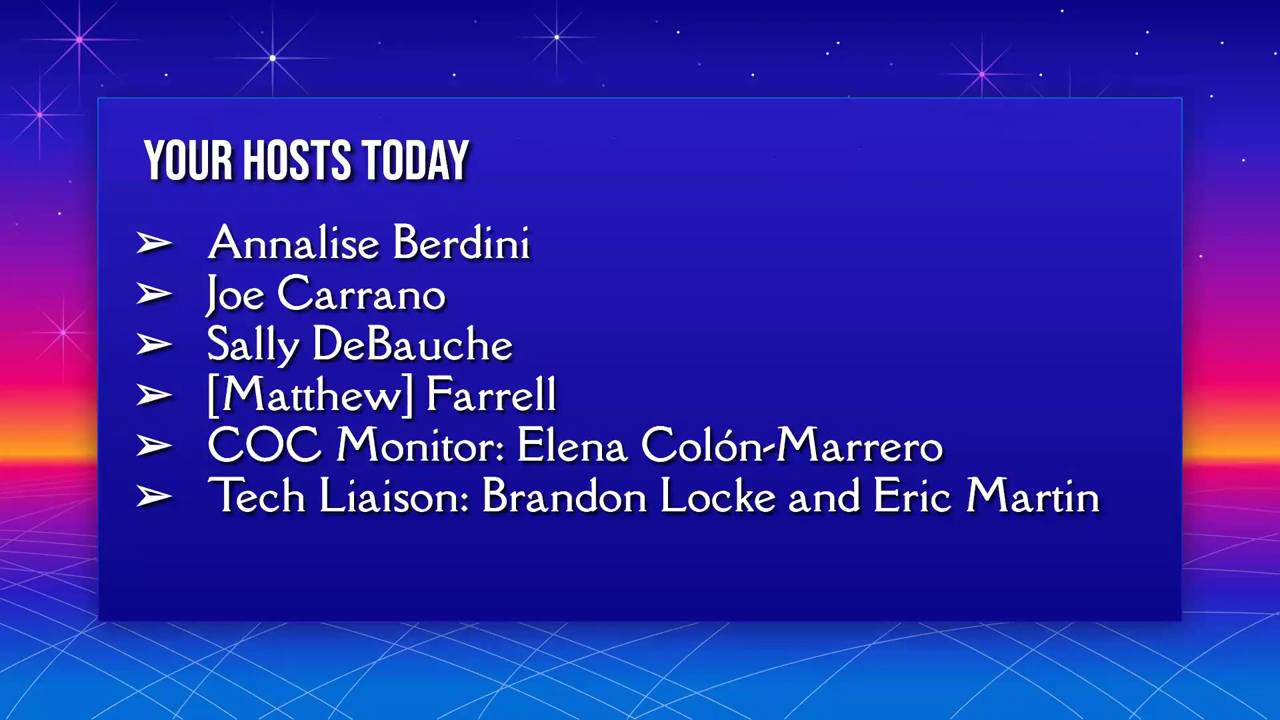 YOUR HOSTS TODAY
➢ Annalise Berdini
➢ Joe Carrano
➢ Sally DeBauche
➢ [Matthew] Farrell
➢ COC Monitor: Elena Colón-Marrero
➢ Tech Liaison: Brandon Locke and Eric Martin